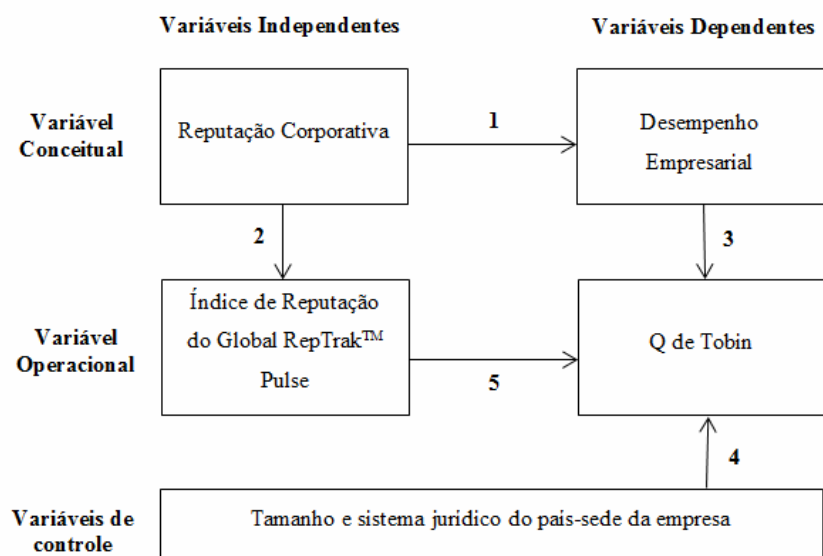 Variáveis Independentes
Variáveis Dependentes
Variável
Conceitual
Reputação Corporativa
1
Desempenho
Empresarial
2
3
Variável
Operacional
Índice de Reputação
do Global RepTrak™
Pulse
5
Q de Tobin
4
Variáveis de
controle
Tamanho e sistema jurídico do país-sede da empresa